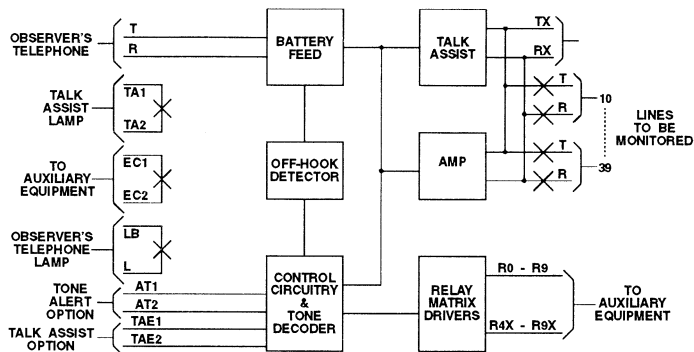 OBSERVER'S
TELEPHONE
T
R
BATTERY
FEED
TALK
ASSIST
TX
RX
TALK
ASSIST
LAMP
TA1
TA2
T
R
10
LINES
TO BE
MONITORED
TO
AUXILIARY
EQUIPMENT
EC1
EC2
OFF-HOOK
DETECTOR
AMP
T
R
39
OBSERVER'S
TELEPHONE
LAMP
LB
L
TONE
ALERT
OPTION
AT1
AT2
TALK ASSIST
OPTION
TAE1
TAE2
CONTROL
CIRCUITRY
&
TONE
DECODER
RELAY
MATRIX
DRIVERS
R0 - R9
R4X - R9X
TO
AUXILIARY
EQUIPMENT